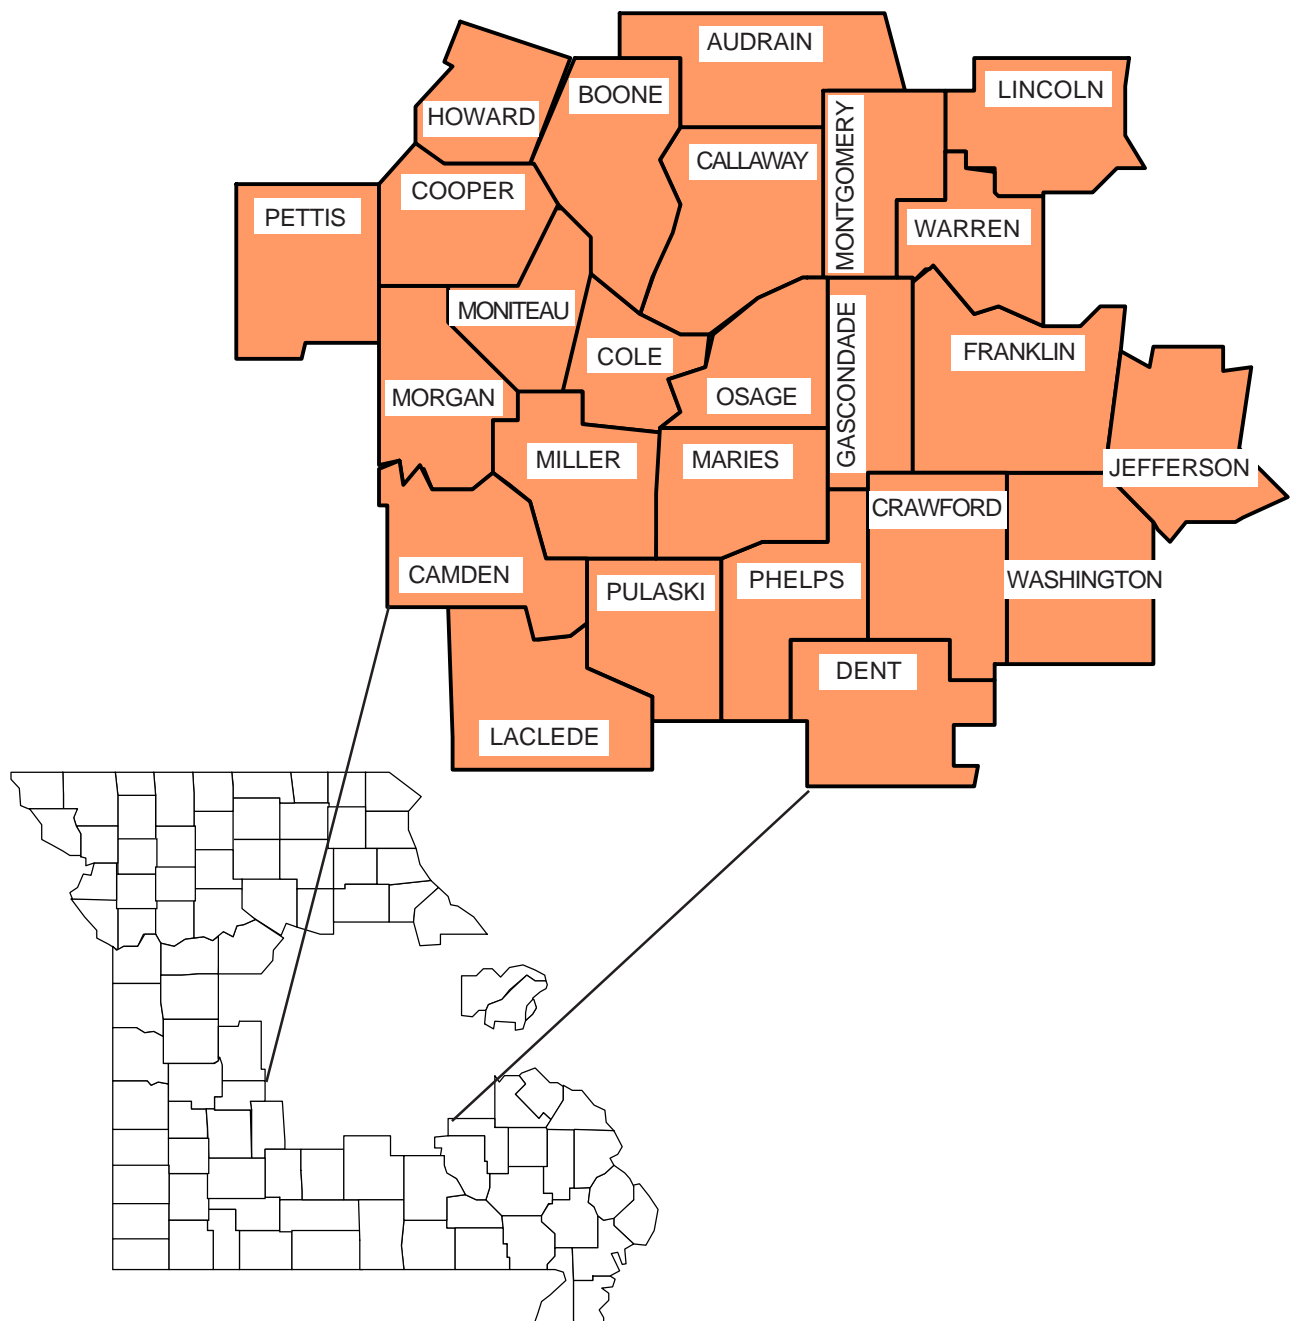 AUDRAIN
LINCOLN
BOONE
HOWARD
MONTGOMERY
CALLAWAY
COOPER
PETTIS
WARREN
MONITEAU
COLE
FRANKLIN
GASCONDADE
MORGAN
OSAGE
MILLER
MARIES
JEFFERSON
CRAWFORD
CAMDEN
PULASKI
PHELPS
WASHINGTON
DENT
LACLEDE